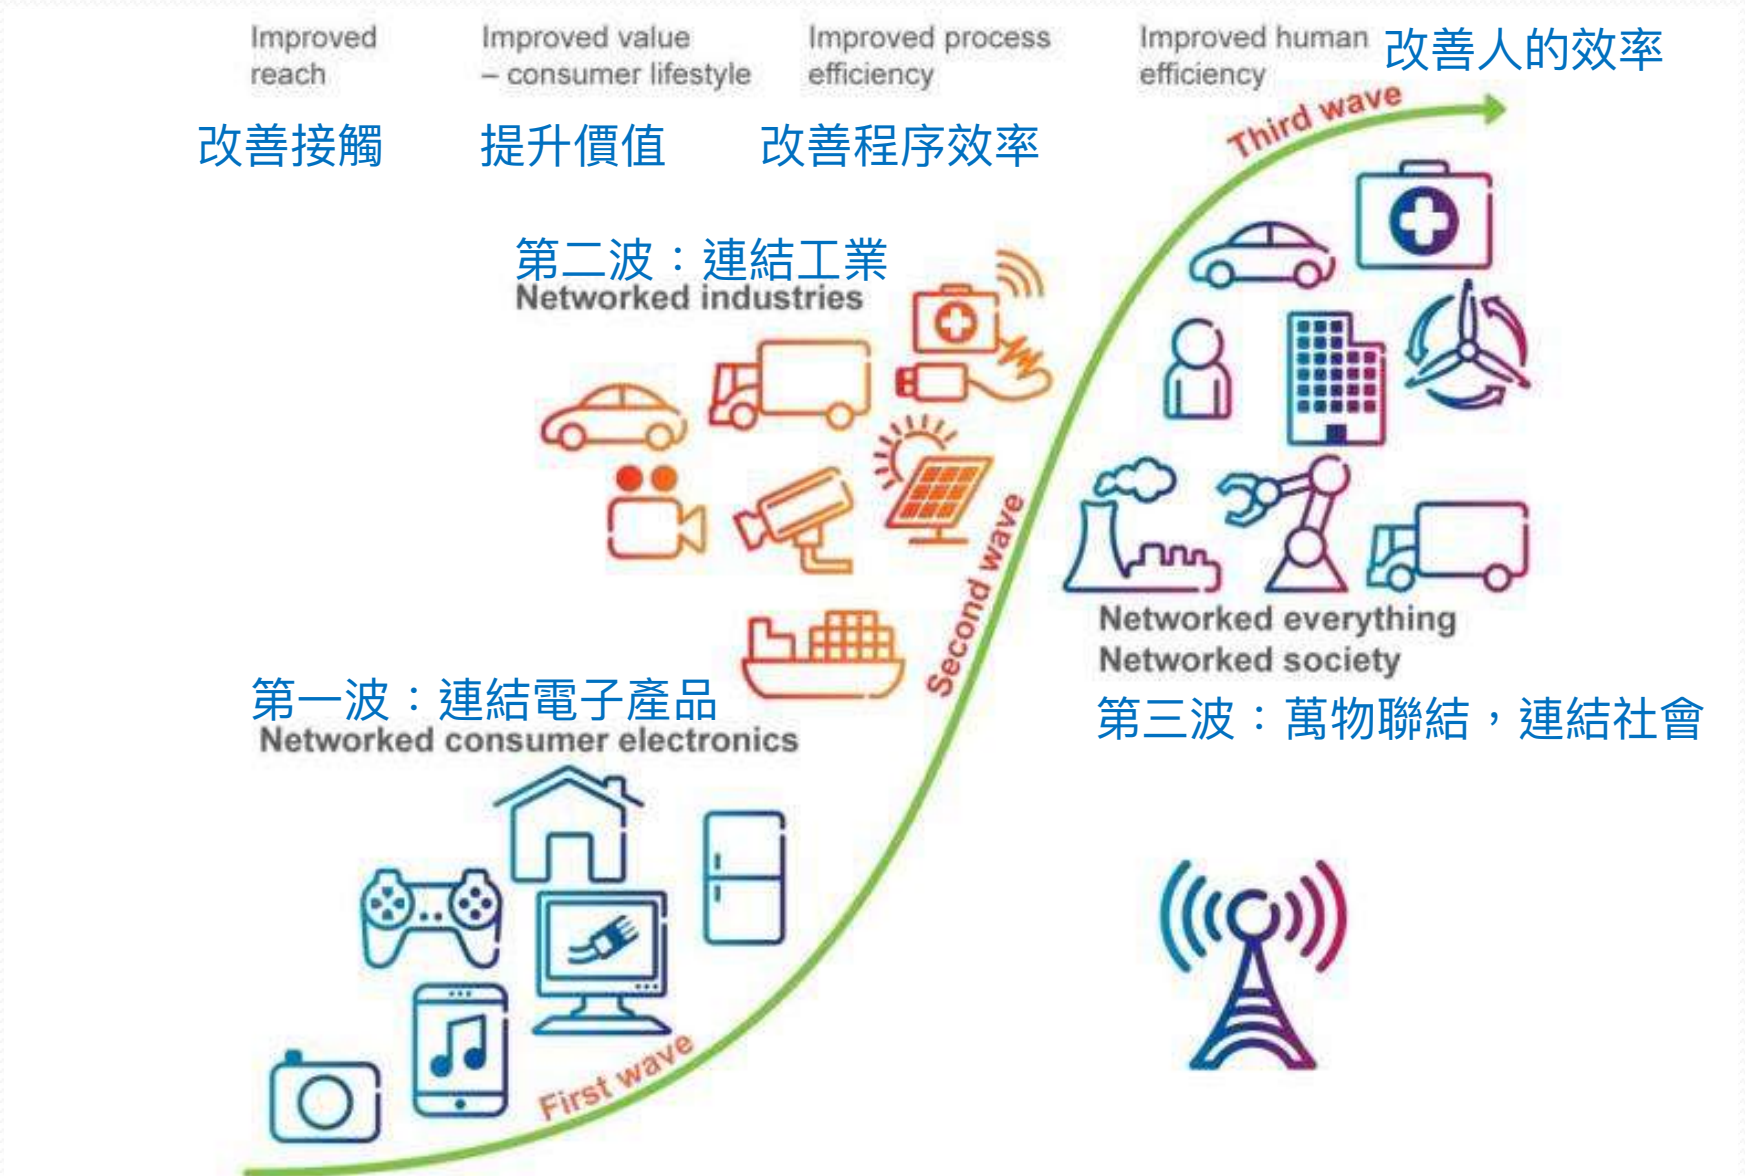 Improved
reach
Improved value
– consumer lifestyle
Improved process
efficiency
Improved human
efficiency
改善人的效率
改善接觸
提升價值
改善程序效率
Third wave
第二波：連結工業
Networked industries
Second wave
Networked everything
Networked society
第三波：萬物聯結，連結社會
第一波：連結電子產品
Networked consumer electronics
First wave